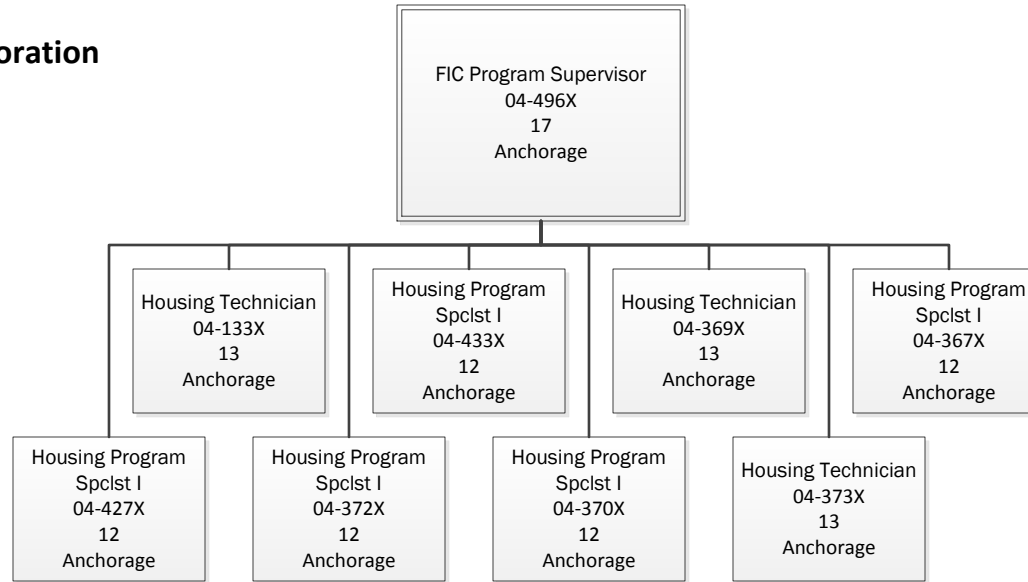 oration
FIC Program Supervisor
04-496X
17
Anchorage
Housing Technician
04-133X
13
Anchorage
Housing Program
Spclst I
04-433X
12
Anchorage
Housing Technician
04-369X
13
Anchorage
Housing Program
Spclst I
04-367X
12
Anchorage
Housing Program
Spclst I
04-427X
12
Anchorage
Housing Program
Spclst I
04-372X
12
Anchorage
Housing Program
Spclst I
04-370X
12
Anchorage
Housing Technician
04-373X
13
Anchorage